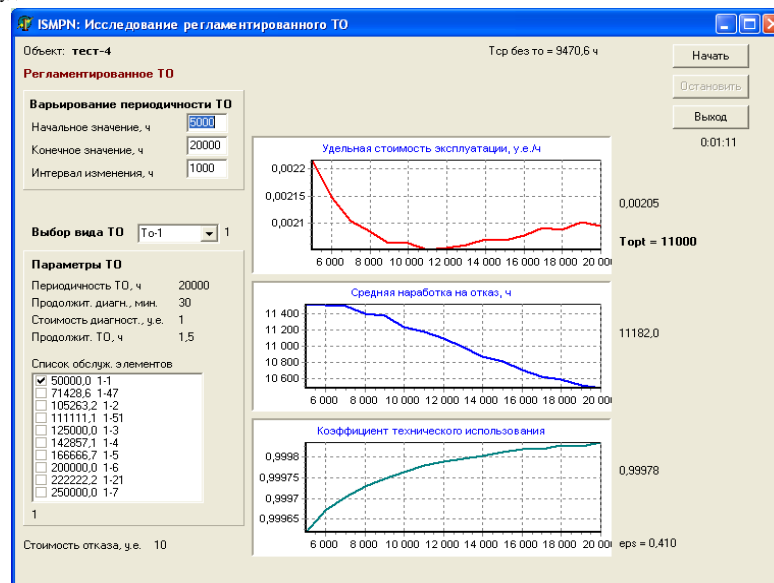 ISMPN: Исследование регламентированного ТО
Объект: тест-4
Тср без то = 9470,6 ч
Начать
Регламентированное ТО
Остановить
Варьирование периодичности ТО
Выход
Начальное значение, ч 5000
0:01:11
Конечное значение, ч 20000
Интервал изменения, ч 1000
Удельная стоимость эксплуатации, у.е./ч
0,0022
0,00215
0,0021
6 000 8 000 10 000 12 000 14 000 16 000 18 000 20 000
0,00205
Topt = 11000
Выбор вида ТО То-1 1
Параметры ТО
Периодичность ТО, ч 20000
Продолжит. диагн., мин. 30
Стоимость диагност., у.е. 1
Продолжит. ТО, ч 1,5
Список обслуж. элементов
50000,0 1-1
71428,6 1-47
105263,2 1-2
111111,1 1-51
125000,0 1-3
142857,1 1-4
166666,7 1-5
200000,0 1-6
222222,2 1-21
250000,0 1-7
1
Стоимость отказа, у.е. 10
Средняя наработка на отказ, ч
11 400
11 200
11 000
10 800
10 600
6 000 8 000 10 000 12 000 14 000 16 000 18 000 20 000
11182,0
Коэффициент технического использования
0,9998
0,99975
0,9997
0,99965
6 000 8 000 10 000 12 000 14 000 16 000 18 000 20 000
0,99978
eps = 0,410